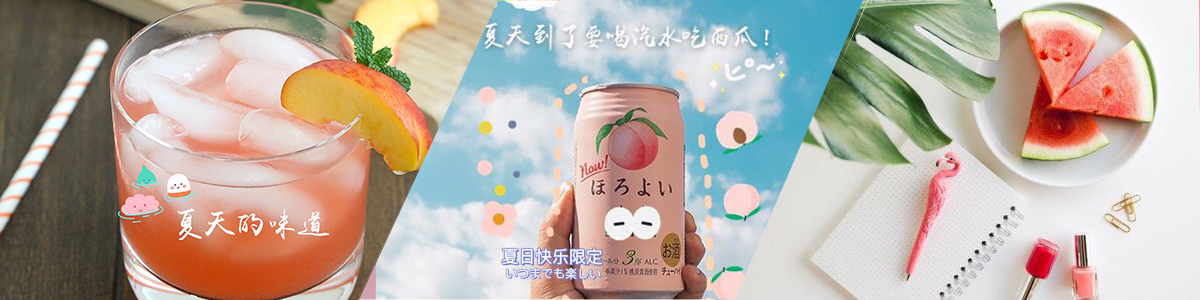 夏天的味道
夏天到了要喝汽水吃西瓜！
ピ°～
New!
ほろよい
3% ALC
お酒
チューハイ
夏日快乐限定
いつまでも楽しい